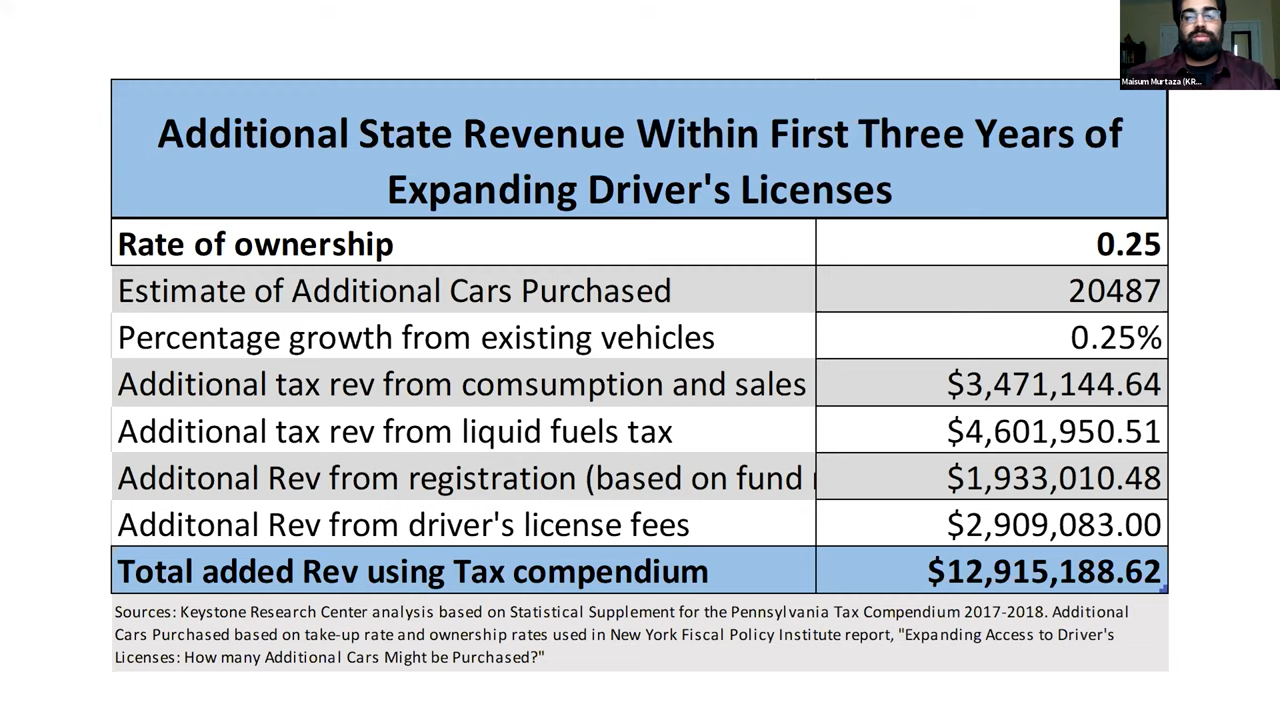 Maisum Murtaza (KR...
Additional State Revenue Within First Three Years of
Expanding Driver's Licenses
Rate of ownership 0.25
Estimate of Additional Cars Purchased 20487
Percentage growth from existing vehicles 0.25%
Additional tax rev from comsumption and sales $3,471,144.64
Additional tax rev from liquid fuels tax $4,601,950.51
Additonal Rev from registration (based on fund $1,933,010.48
Additonal Rev from driver's license fees $2,909,083.00
Total added Rev using Tax compendium $12,915,188.62
Sources: Keystone Research Center analysis based on Statistical Supplement for the Pennsylvania Tax Compendium 2017-2018. Additional
Cars Purchased based on take-up rate and ownership rates used in New York Fiscal Policy Institute report, "Expanding Access to Driver's
Licenses: How many Additional Cars Might be Purchased?"